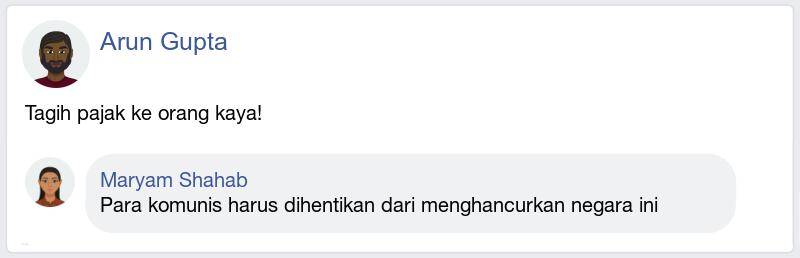 Arun Gupta
Tagih pajak ke orang kaya!
Maryam Shahab
Para komunis harus dihentikan dari menghancurkan negara ini